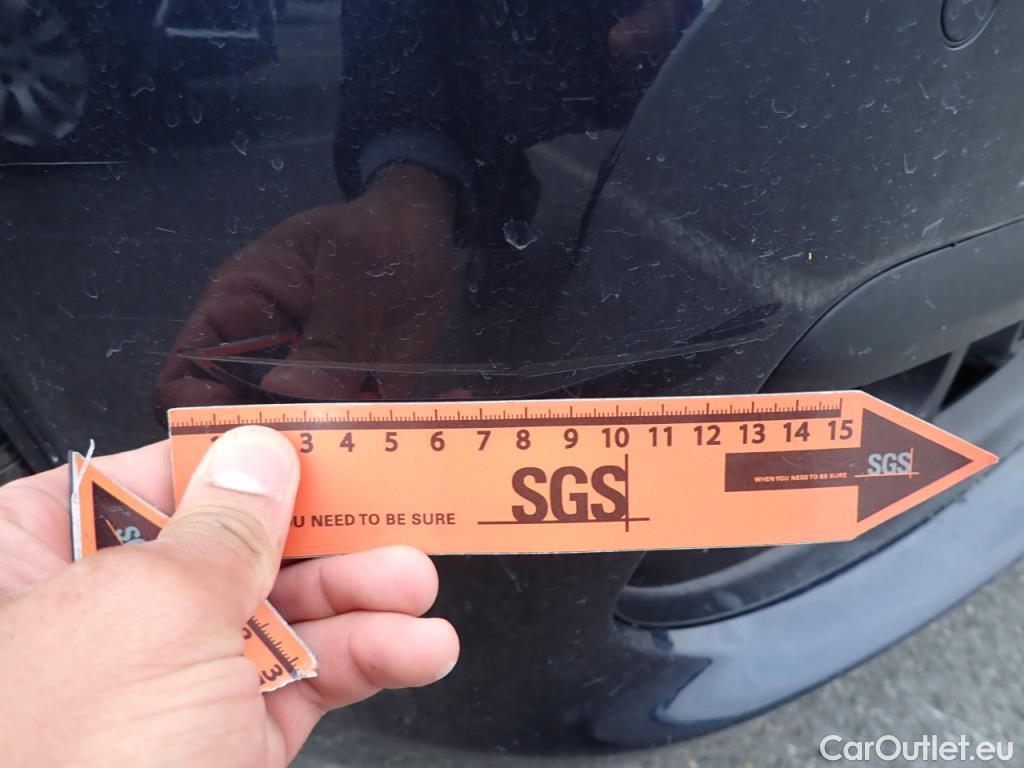 3 4 5 6 7 8 9 10 11 12 13 14 15
SGS
U NEED TO BE SURE
WHEN YOU NEED TO BE SURE
SGS
3
CarOutlet.eu